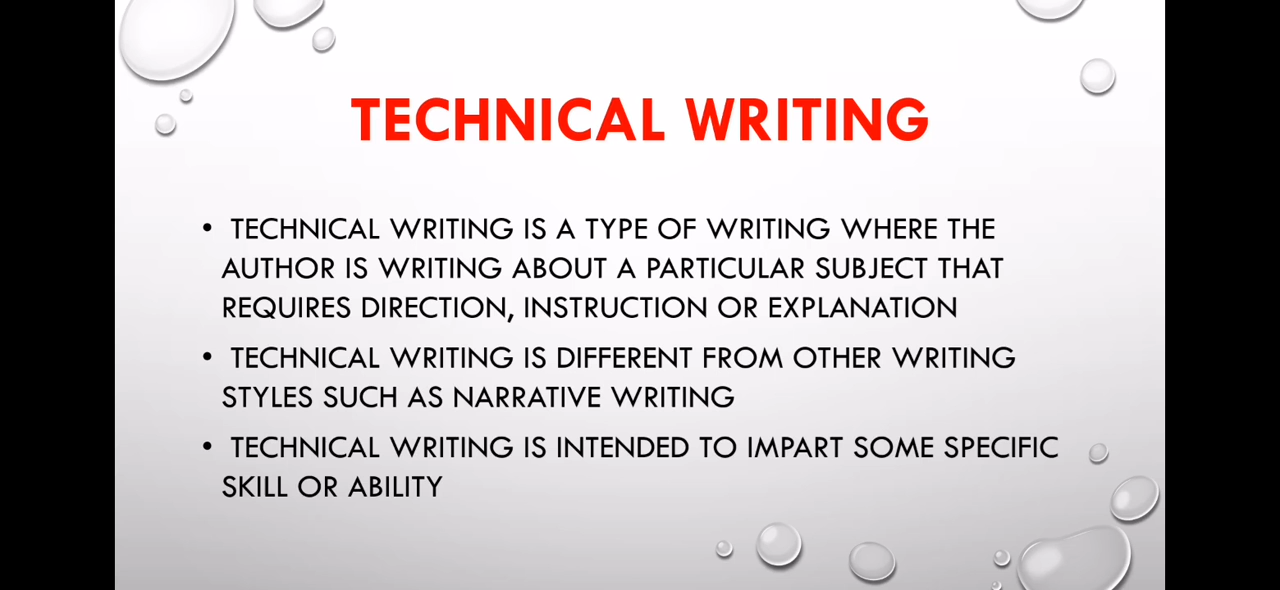 TECHNICAL WRITING
• TECHNICAL WRITING IS A TYPE OF WRITING WHERE THE
AUTHOR IS WRITING ABOUT A PARTICULAR SUBJECT THAT
REQUIRES DIRECTION, INSTRUCTION OR EXPLANATION
• TECHNICAL WRITING IS DIFFERENT FROM OTHER WRITING
STYLES SUCH AS NARRATIVE WRITING
• TECHNICAL WRITING IS INTENDED TO IMPART SOME SPECIFIC
SKILL OR ABILITY